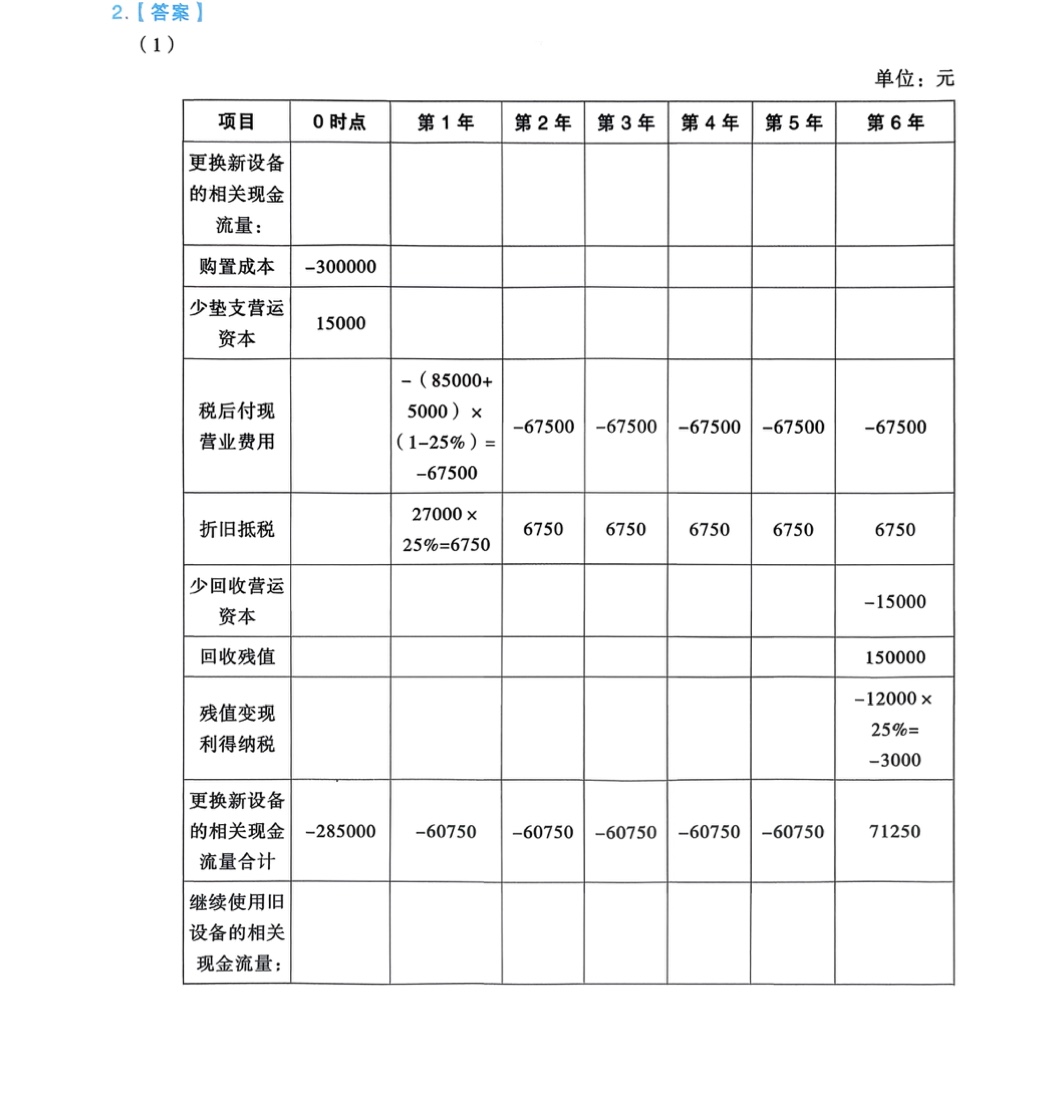 2.【答案】
（1）
单位：元
项目 0时点 第1年 第2年 第3年 第4年 第5年 第6年
更换新设备
的相关现金
流量：
购置成本 -300000
少垫支营运
资本
15000
税后付现
营业费用
-（85000+
5000）×
（1-25%）=
-67500
-67500 -67500 -67500 -67500 -67500
折旧抵税
27000×
25%=6750
6750 6750 6750 6750 6750
少回收营运
资本
-15000
回收残值 150000
残值变现
利得纳税
-12000×
25%=
-3000
更换新设备
的相关现金
流量合计
-285000 -60750 -60750 -60750 -60750 -60750 71250
继续使用旧
设备的相关
现金流量：